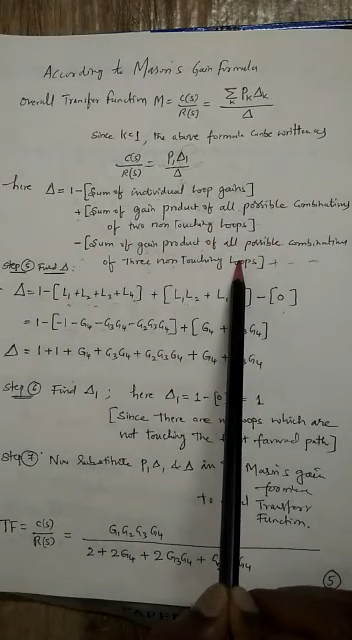 According to Mason's Gain formula
Overall Transfer Function M = C(s)/R(s) = Σ_K P_K Δ_K / Δ
Since K=1, the above formula can be written as
C(s)/R(s) = P₁Δ₁/Δ
here Δ = 1 - [Sum of individual loop gains]
+ [Sum of gain product of all possible combinations
of two non Touching loops]
- [Sum of gain product of all possible combinations
of Three non Touching loops] + - -
Step ⑤ Find Δ:
Δ = 1 - [L₁+L₂+L₃+L₄] + [L₁L₂ + L₁ ] - [0]
= 1 - [-1 - G₄ - G₃G₄ - G₂G₃G₄] + [G₄ + G₄]
Δ = 1 + 1 + G₄ + G₃G₄ + G₂G₃G₄ + G₄ + G₄
Step ⑥ Find Δ₁; here Δ₁ = 1 - [0] = 1
[Since There are loops which are
not Touching The forward path]
Step ⑦: Now Substitute P₁Δ₁ & Δ in Mason's gain
formula
to Transfer
Function.
TF = C(s)/R(s) = G₁G₂G₃G₄ / 2 + 2G₄ + 2G₃G₄ + G₄
⑤
PAPER